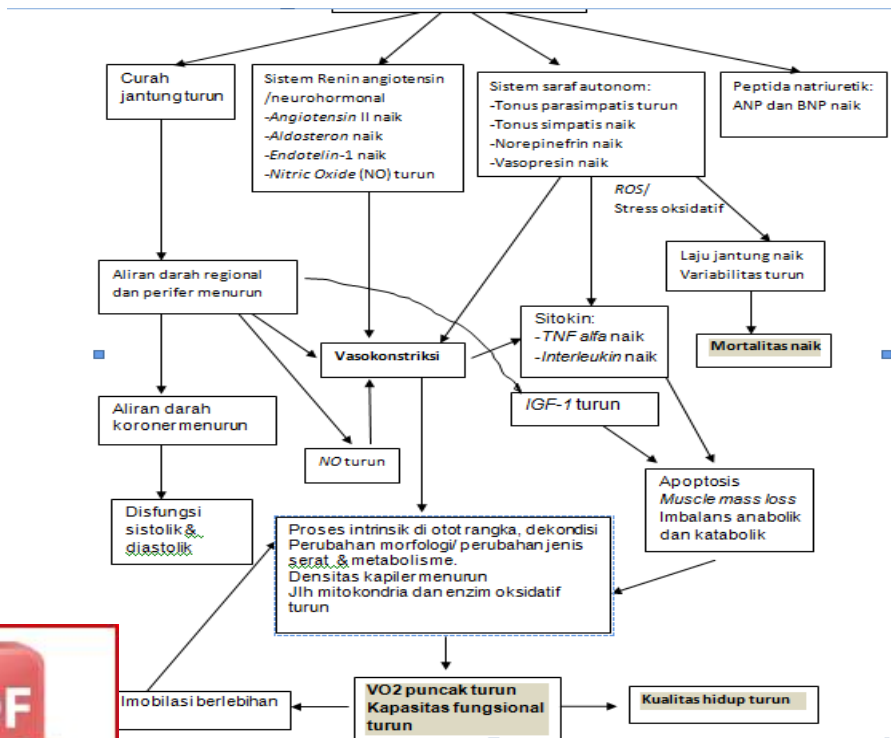 Curah
jantung turun
Sistem Renin angiotensin
/neurohormonal
-Angiotensin II naik
-Aldosteron naik
-Endotelin-1 naik
-Nitric Oxide (NO) turun
Sistem saraf autonom:
-Tonus parasimpatis turun
-Tonus simpatis naik
-Norepinefrin naik
-Vasopresin naik
Peptida natriuretik:
ANP dan BNP naik
ROS/
Stress oksidatif
Aliran darah regional
dan perifer menurun
Laju jantung naik
Variabilitas turun
Sitokin:
-TNF alfa naik
-Interleukin naik
Vasokonstriksi
Mortalitas naik
Aliran darah
koroner menurun
IGF-1 turun
NO turun
Apoptosis
Muscle mass loss
Imbalans anabolik
dan katabolik
Disfungsi
sistolik &
diastolik
Proses intrinsik di otot rangka, dekondisi
Perubahan morfologi/ perubahan jenis
serat & metabolisme.
Densitas kapiler menurun
Jlh mitokondria dan enzim oksidatif
turun
Imobilasi berlebihan
VO2 puncak turun
Kapasitas fungsional
turun
Kualitas hidup turun